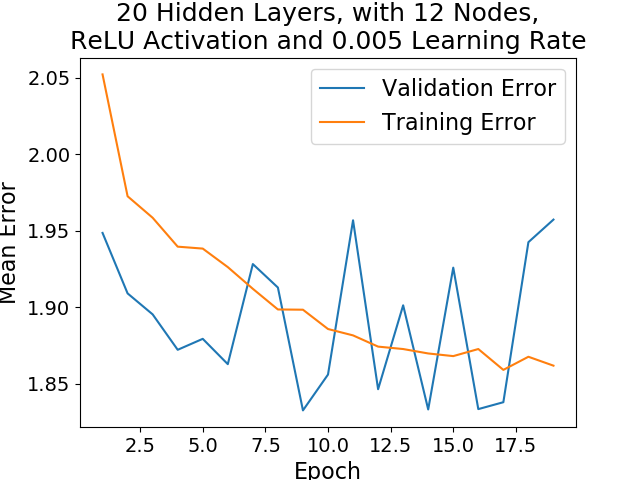 20 Hidden Layers, with 12 Nodes,
ReLU Activation and 0.005 Learning Rate
Validation Error
Training Error
2.05
2.00
1.95
1.90
1.85
Mean Error
2.5 5.0 7.5 10.0 12.5 15.0 17.5
Epoch